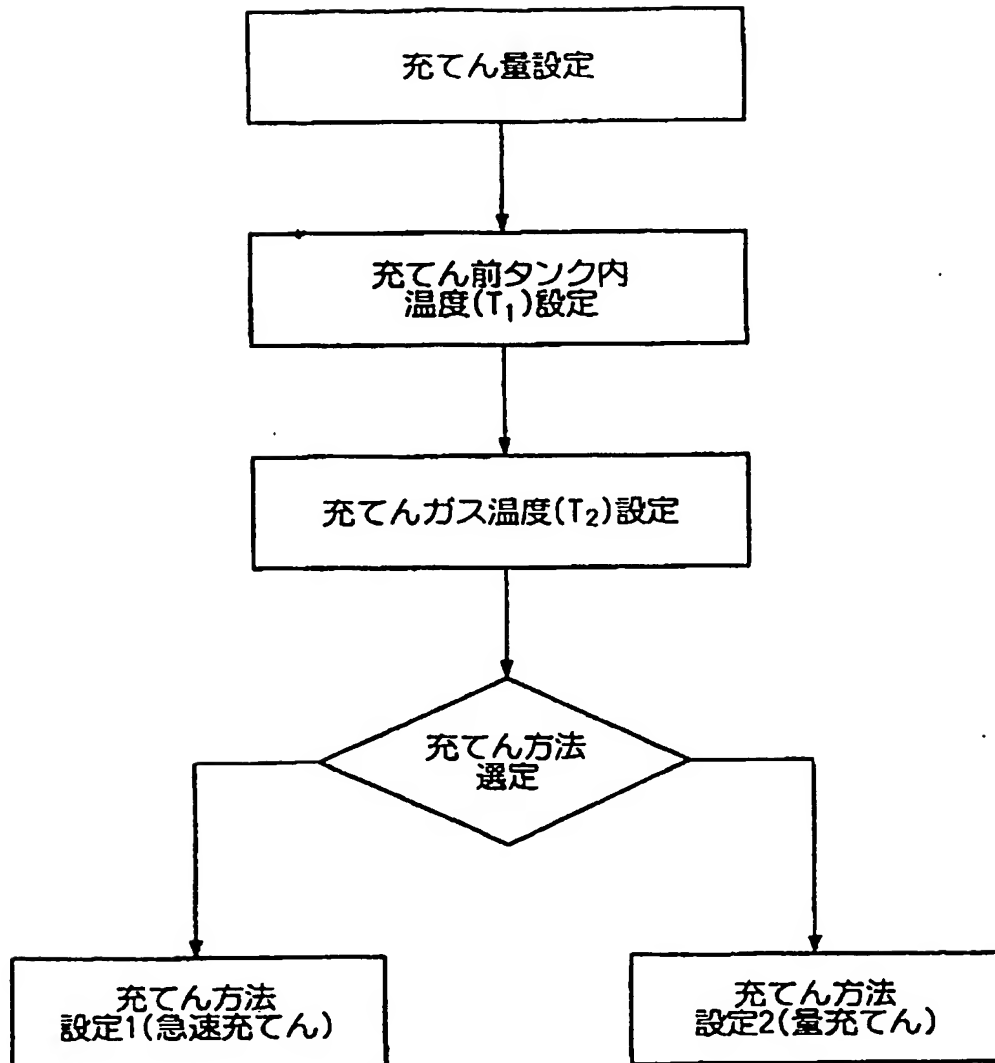 充てん量設定
充てん前タンク内
温度(T₁)設定
充てんガス温度(T₂)設定
充てん方法
選定
充てん方法
設定1(急速充てん)
充てん方法
設定2(量充てん)